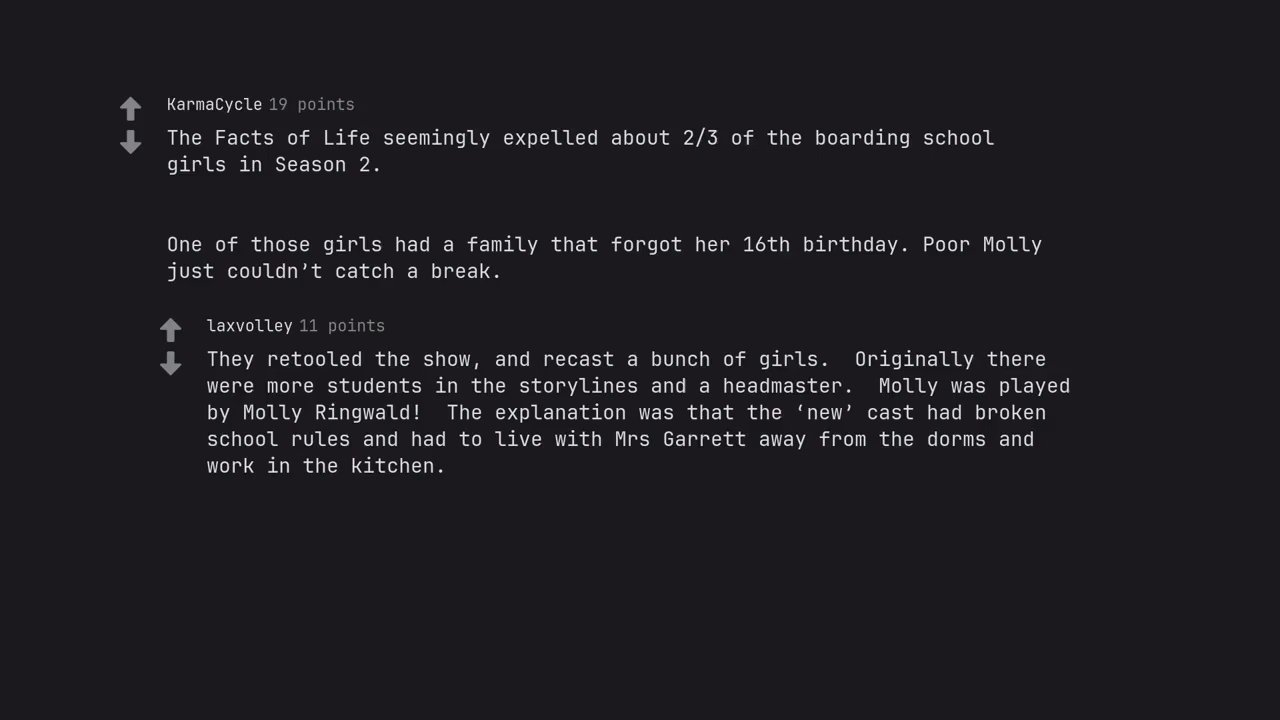 KarmaCycle 19 points
The Facts of Life seemingly expelled about 2/3 of the boarding school
girls in Season 2.
One of those girls had a family that forgot her 16th birthday. Poor Molly
just couldn’t catch a break.
laxvolley 11 points
They retooled the show, and recast a bunch of girls.  Originally there
were more students in the storylines and a headmaster.  Molly was played
by Molly Ringwald!  The explanation was that the ‘new’ cast had broken
school rules and had to live with Mrs Garrett away from the dorms and
work in the kitchen.